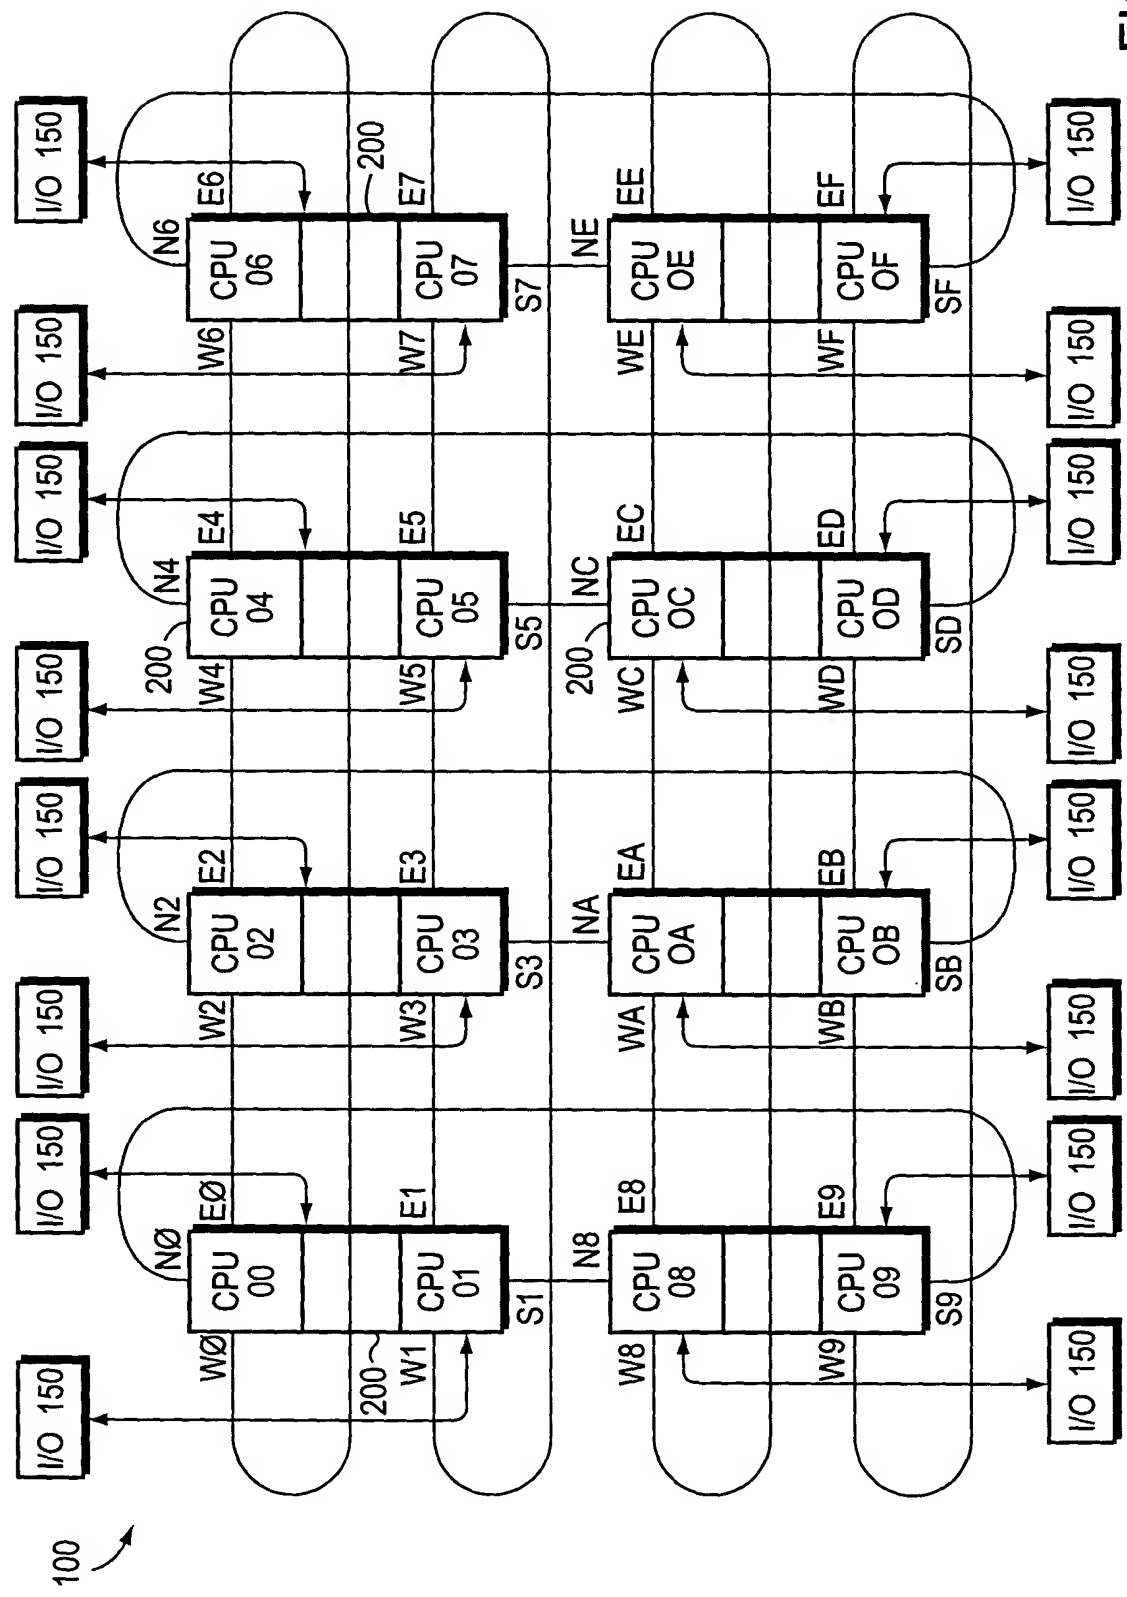 100
I/O 150
I/O 150
I/O 150
I/O 150
I/O 150
I/O 150
I/O 150
I/O 150
NØ
N2
N4
N6
WØ
CPU
00
EØ
W2
CPU
02
E2
200
W4
CPU
04
E4
W6
CPU
06
E6
200
200
W1
CPU
01
E1
W3
CPU
03
E3
W5
CPU
05
E5
W7
CPU
07
E7
S1
S3
S5
S7
N8
NA
200
NC
NE
W8
CPU
08
E8
WA
CPU
OA
EA
WC
CPU
OC
EC
WE
CPU
OE
EE
W9
CPU
09
E9
WB
CPU
OB
EB
WD
CPU
OD
ED
WF
CPU
OF
EF
S9
SB
SD
SF
I/O 150
I/O 150
I/O 150
I/O 150
I/O 150
I/O 150
I/O 150
I/O 150